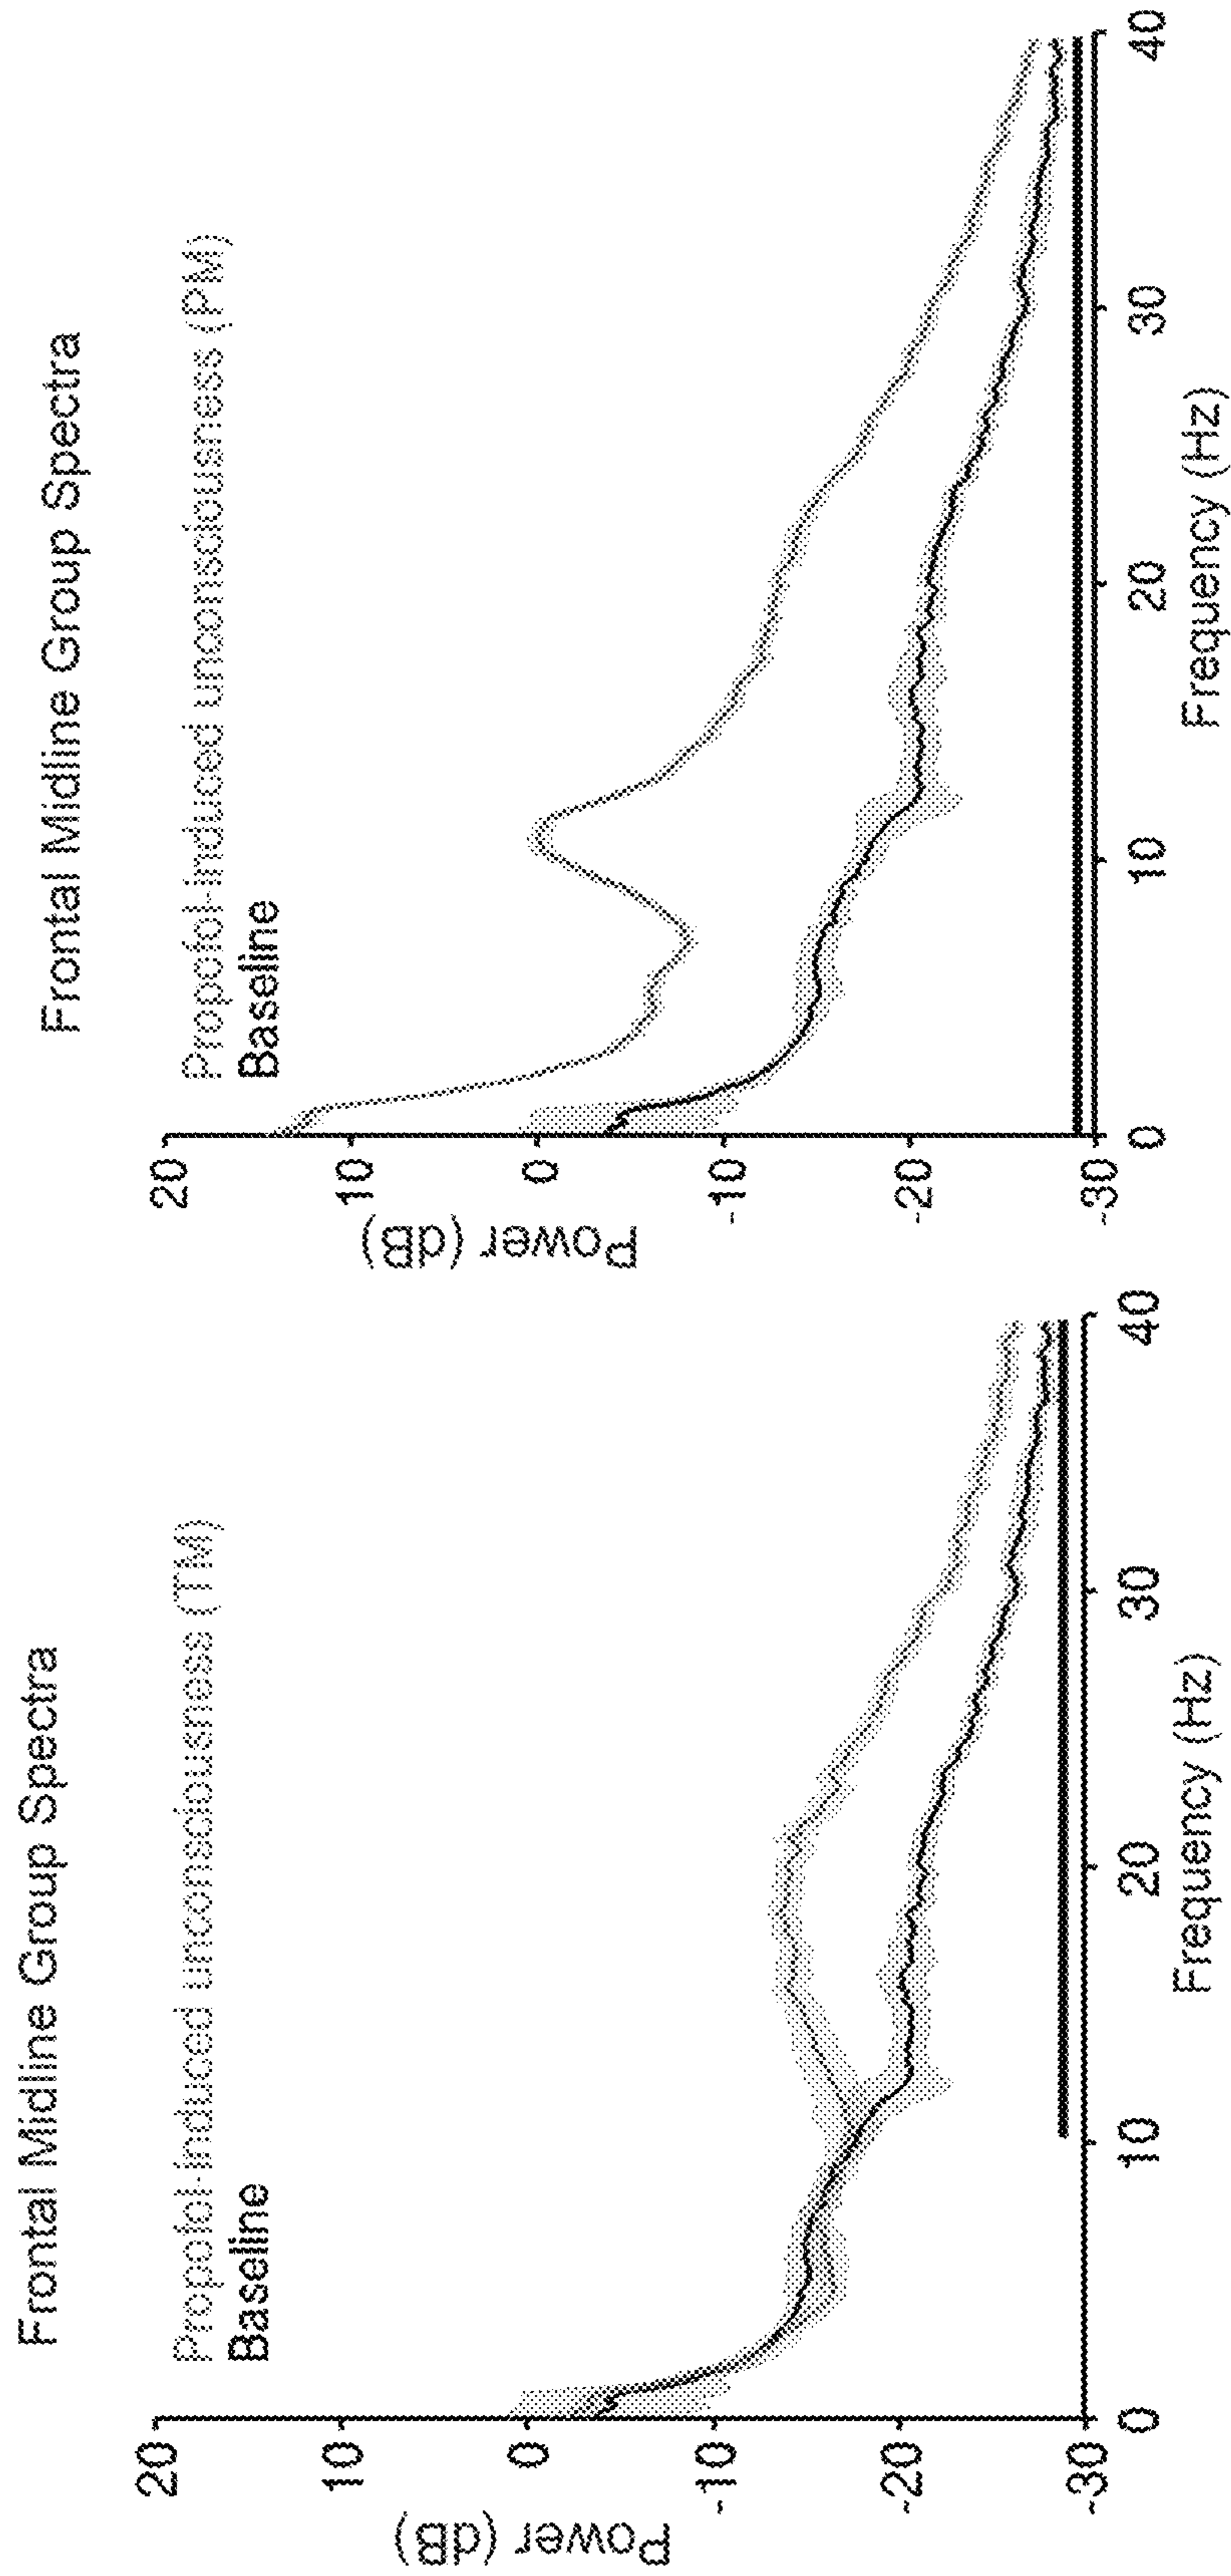 Frontal Midline Group Spectra
Propofol-induced unconsciousness (TM)
Baseline
Power (dB)
20
10
0
-10
-20
-30
0
10
20
30
40
Frequency (Hz)
Frontal Midline Group Spectra
Propofol-induced unconsciousness (PM)
Baseline
Power (dB)
20
10
0
-10
-20
-30
0
10
20
30
40
Frequency (Hz)